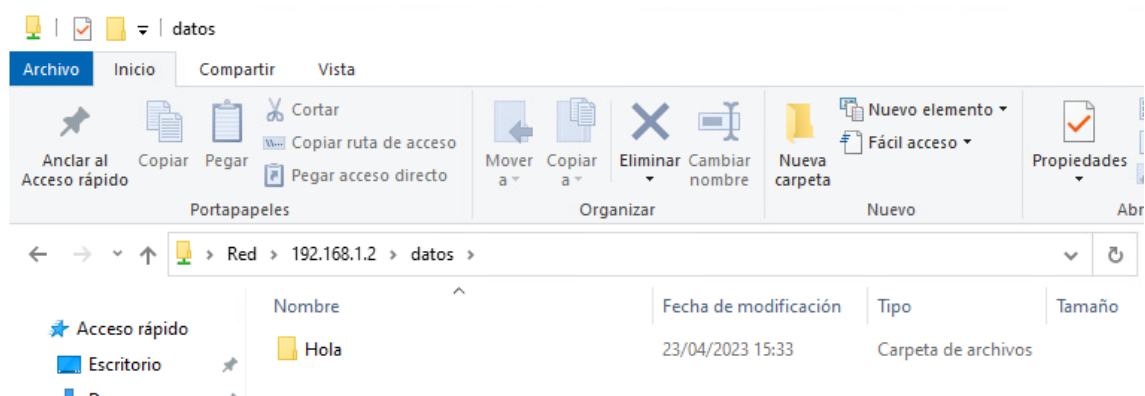 datos
Archivo Inicio Compartir Vista
Anclar al Acceso rápido
Copiar
Pegar
Cortar
Copiar ruta de acceso
Pegar acceso directo
Portapapeles
Mover a
Copiar a
Eliminar
Cambiar nombre
Organizar
Nueva carpeta
Nuevo elemento
Fácil acceso
Nuevo
Propiedades
Abr
Red > 192.168.1.2 > datos >
Nombre Fecha de modificación Tipo Tamaño
Acceso rápido
Escritorio
Hola 23/04/2023 15:33 Carpeta de archivos